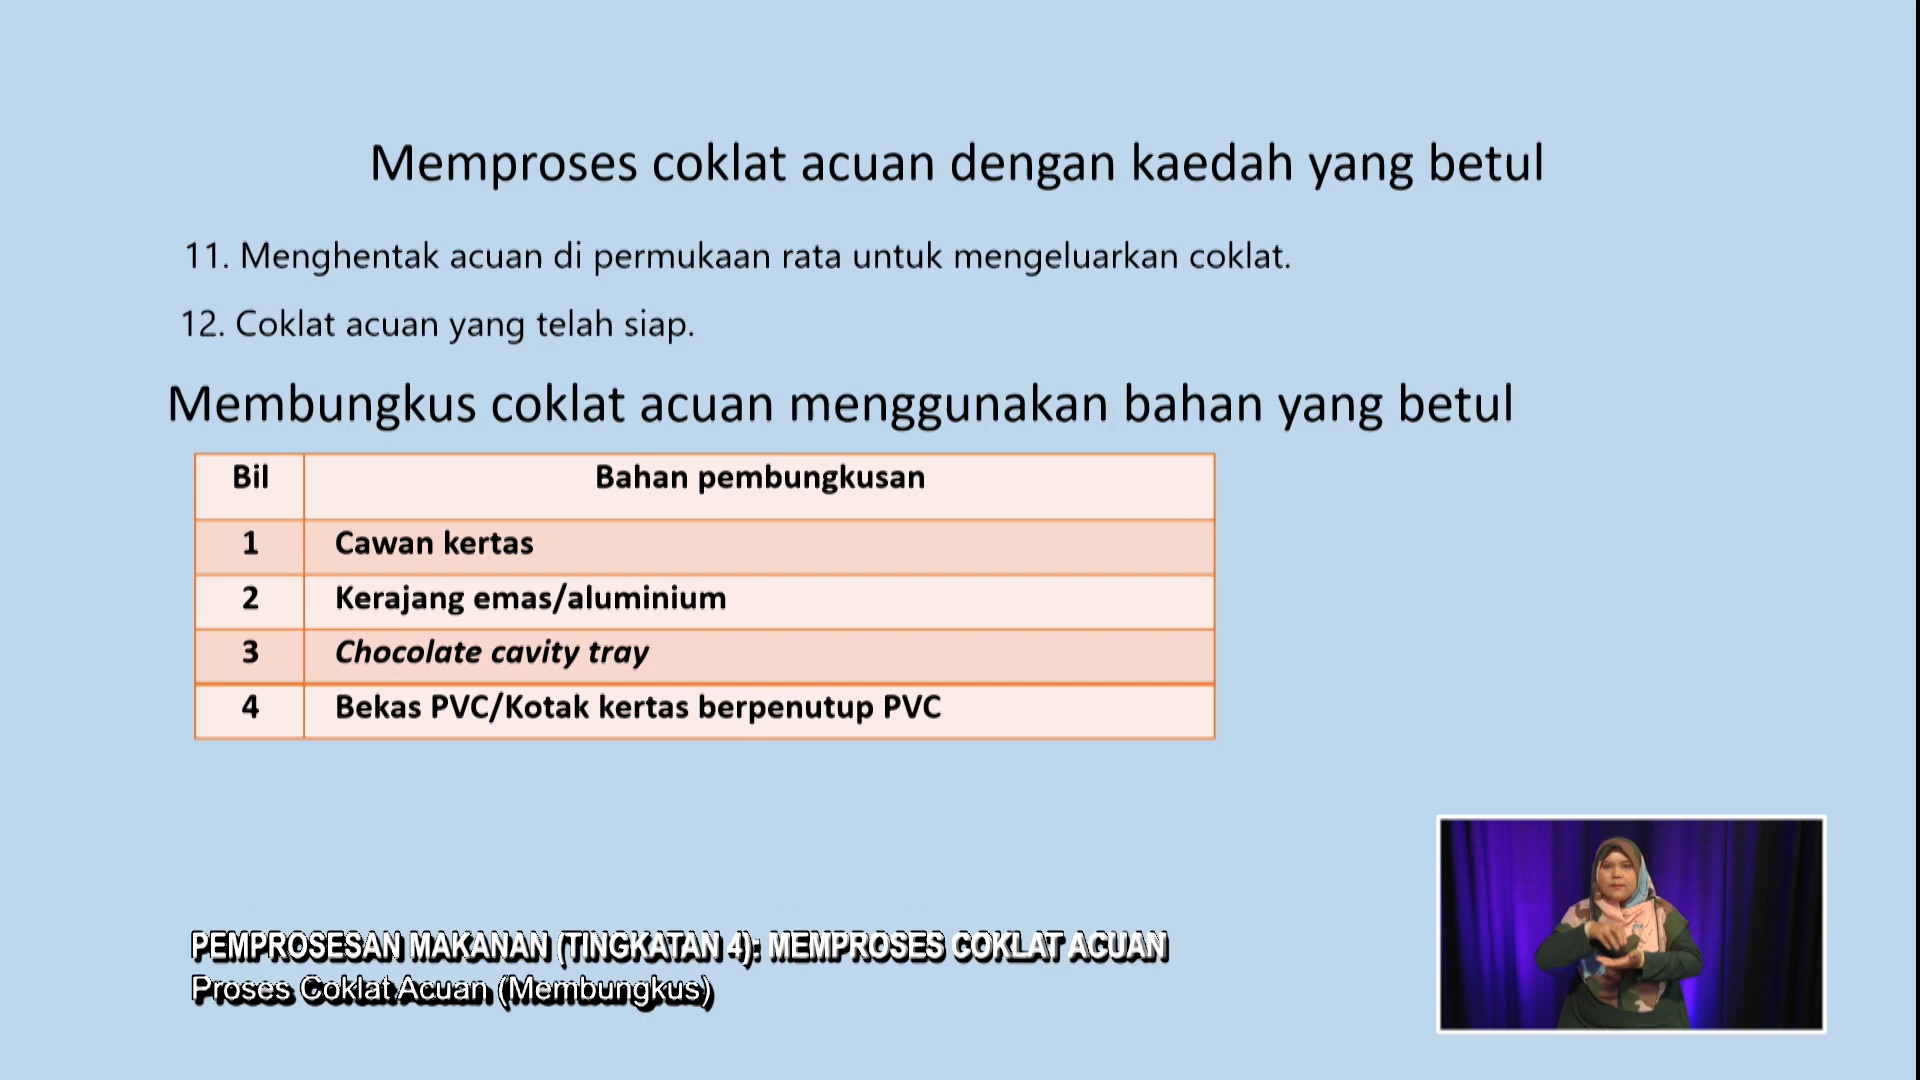 Memproses coklat acuan dengan kaedah yang betul
11. Menghentak acuan di permukaan rata untuk mengeluarkan coklat.
12. Coklat acuan yang telah siap.
Membungkus coklat acuan menggunakan bahan yang betul
Bil Bahan pembungkusan
1 Cawan kertas
2 Kerajang emas/aluminium
3 Chocolate cavity tray
4 Bekas PVC/Kotak kertas berpenutup PVC
PEMPROSESAN MAKANAN (TINGKATAN 4): MEMPROSES COKLAT ACUAN
Proses Coklat Acuan (Membungkus)